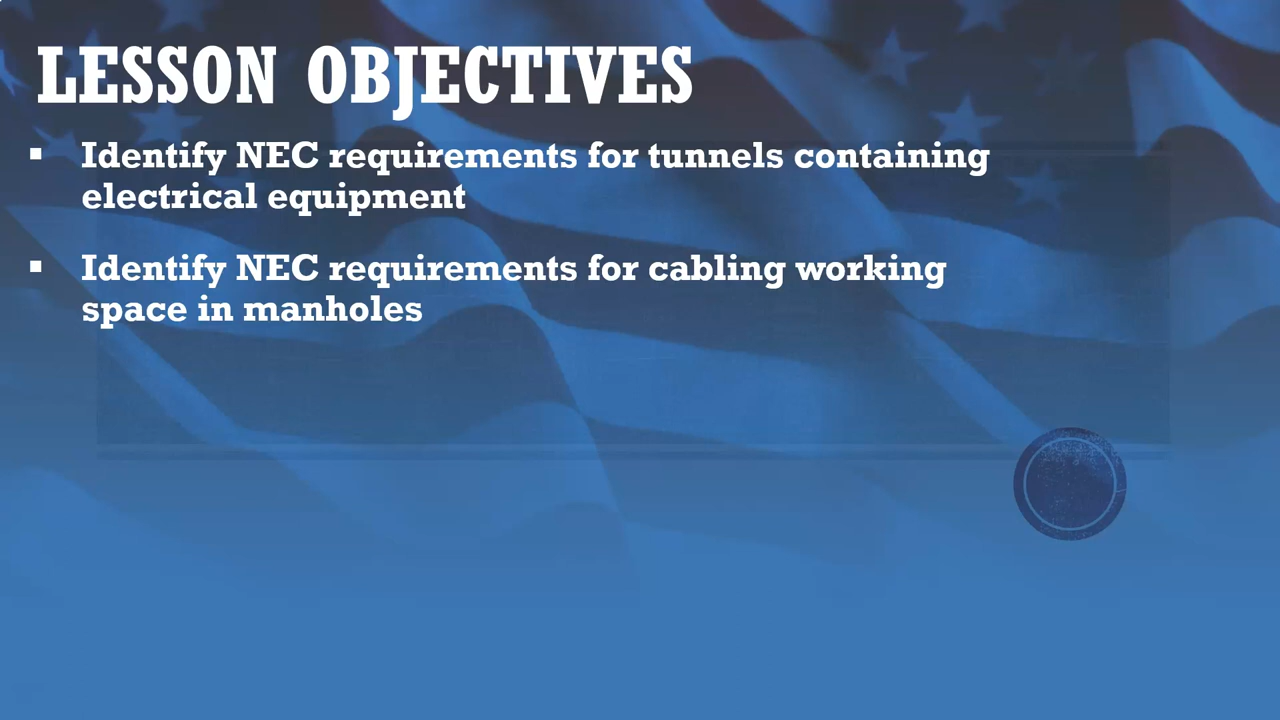 LESSON OBJECTIVES
▪ Identify NEC requirements for tunnels containing
electrical equipment
▪ Identify NEC requirements for cabling working
space in manholes